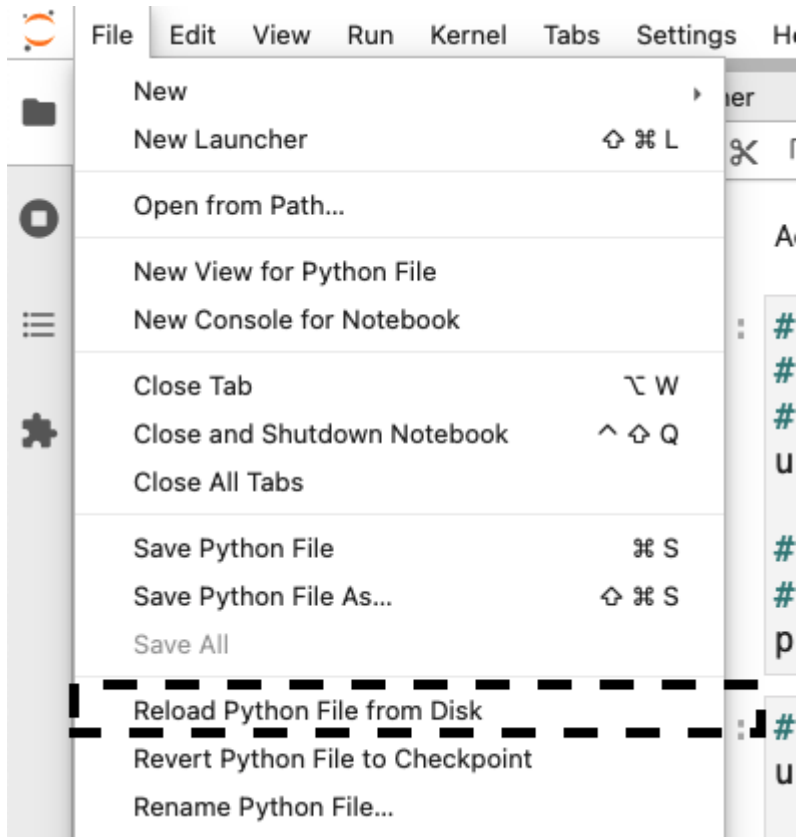 File Edit View Run Kernel Tabs Settings
New
New Launcher ⇧ ⌘ L
Open from Path...
New View for Python File
New Console for Notebook
Close Tab ⌥ W
Close and Shutdown Notebook ^ ⇧ Q
Close All Tabs
Save Python File ⌘ S
Save Python File As... ⇧ ⌘ S
Save All
Reload Python File from Disk
Revert Python File to Checkpoint
Rename Python File...
:
#
#
#
u
#
#
p
:
#
u